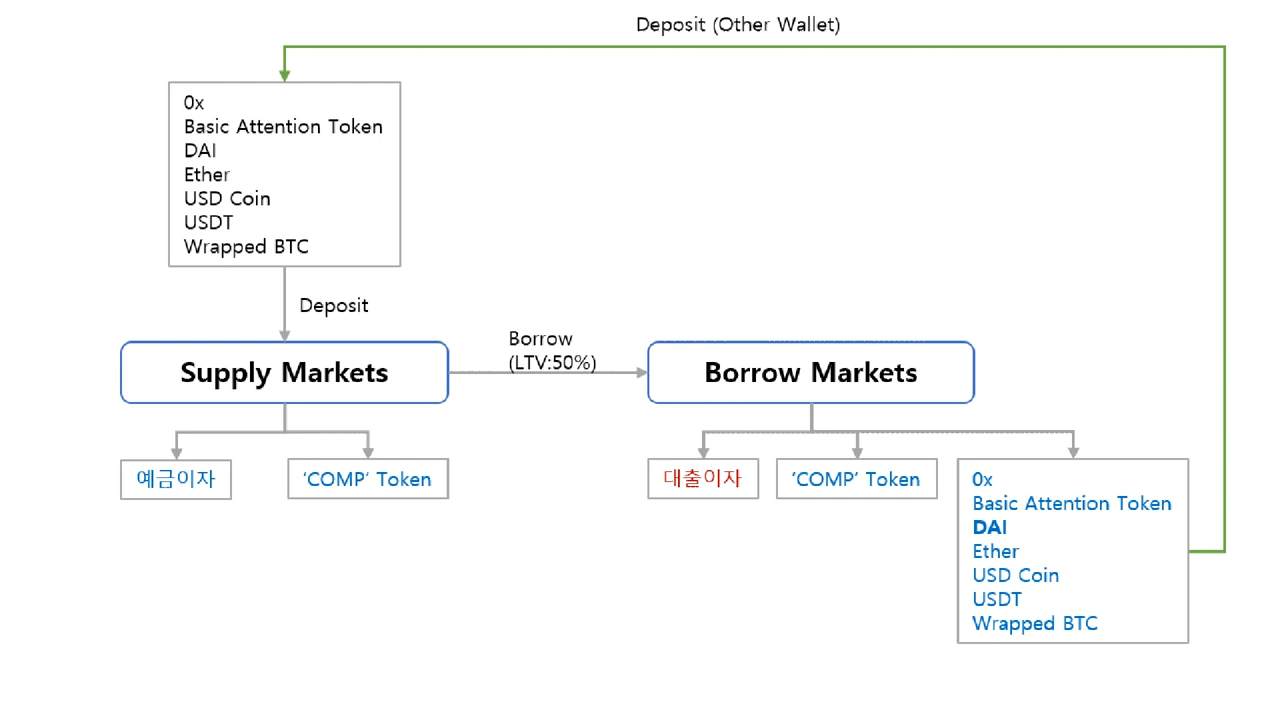 Deposit (Other Wallet)
0x
Basic Attention Token
DAI
Ether
USD Coin
USDT
Wrapped BTC
Deposit
Supply Markets
Borrow
(LTV:50%)
Borrow Markets
예금이자
‘COMP’ Token
대출이자
‘COMP’ Token
0x
Basic Attention Token
DAI
Ether
USD Coin
USDT
Wrapped BTC